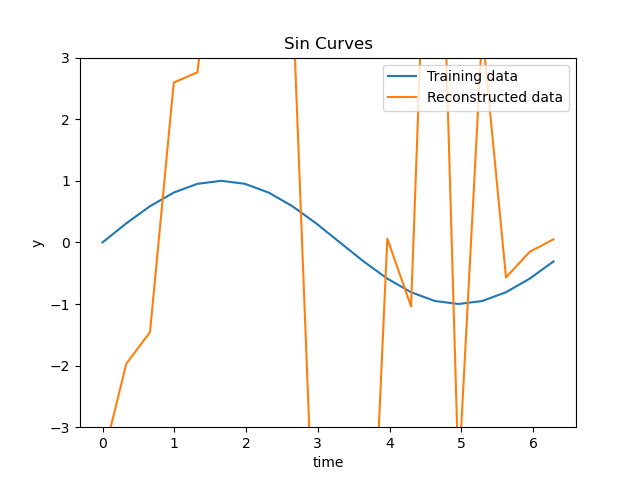 Sin Curves
Training data
Reconstructed data
3
2
1
0
−1
−2
−3
y
0 1 2 3 4 5 6
time